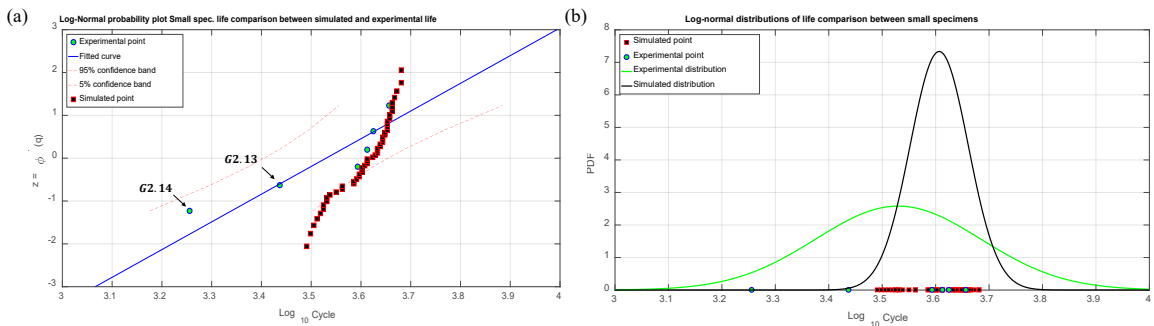 (a)
Log-Normal probability plot Small spec. life comparison between simulated and experimental life
3
2
1
0
-1
-2
-3
z = φ- (q)
Experimental point
Fitted curve
95% confidence band
5% confidence band
Simulated point
G2.13
G2.14
3 3.1 3.2 3.3 3.4 3.5 3.6 3.7 3.8 3.9 4
Log 10 Cycle
(b)
Log-normal distributions of life comparison between small specimens
8
7
6
5
4
3
2
1
0
PDF
Simulated point
Experimental point
Experimental distribution
Simulated distribution
3 3.1 3.2 3.3 3.4 3.5 3.6 3.7 3.8 3.9 4
Log 10 Cycle